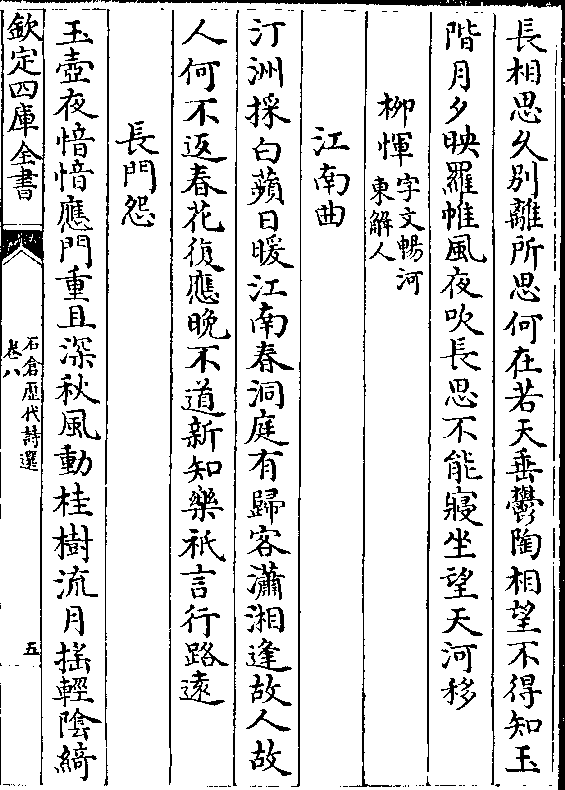 長相思久别離所思何在若天垂鬱陶相望不得知玉
階月夕映羅帷風夜吹長思不能寢坐望天河移
柳惲字文暢河
東解人
江南曲
汀洲採白蘋日暖江南春洞庭有歸客瀟湘逢故人故
人何不返春花復應晚不道新知樂祇言行路遠
長門怨
玉壺夜愔愔應門重且深秋風動桂樹流月揺輕陰綺
欽定四庫全書
石倉歷代詩選
卷八
五